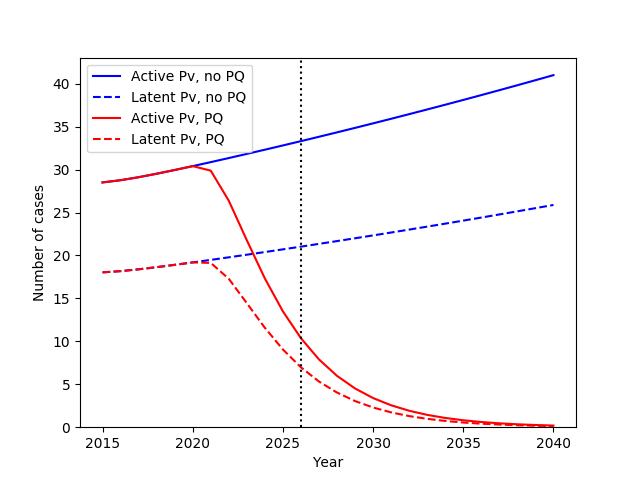 Active Pv, no PQ
Latent Pv, no PQ
Active Pv, PQ
Latent Pv, PQ
Number of cases
40
35
30
25
20
15
10
5
0
2015 2020 2025 2030 2035 2040
Year